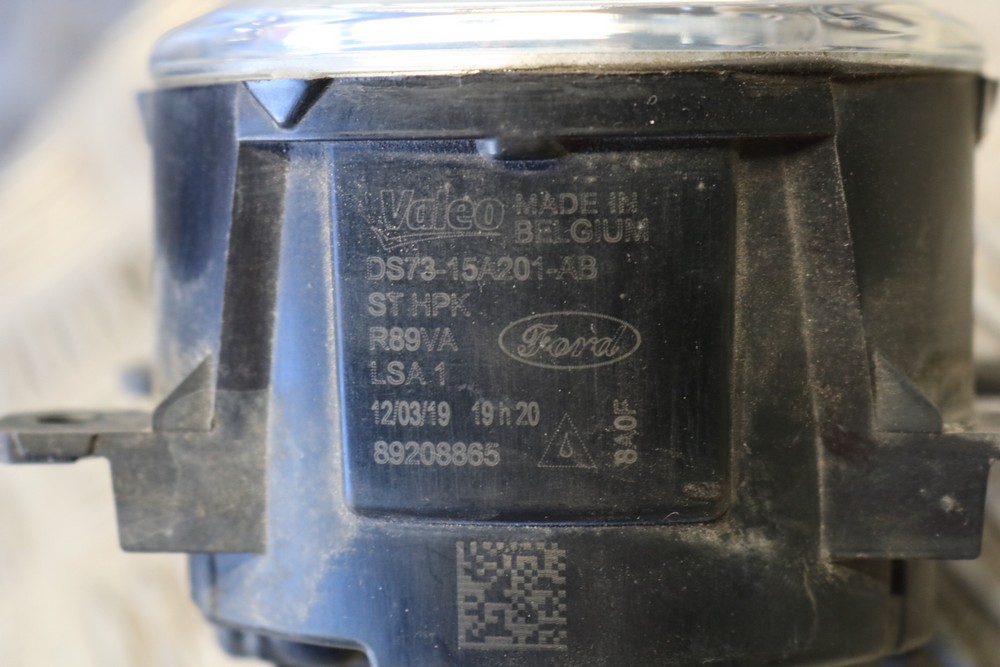 Valeo MADE IN
BELGIUM
DS73-15A201-AB
ST HPK
R89VA
Ford
LSA 1
12/03/19 19 h 20
89208865
8A0F